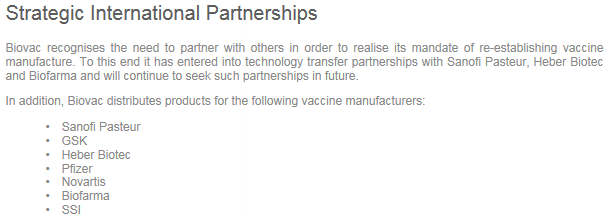 Strategic International Partnerships
Biovac recognises the need to partner with others in order to realise its mandate of re-establishing vaccine
manufacture. To this end it has entered into technology transfer partnerships with Sanofi Pasteur, Heber Biotec
and Biofarma and will continue to seek such partnerships in future.
In addition, Biovac distributes products for the following vaccine manufacturers:
• Sanofi Pasteur
• GSK
• Heber Biotec
• Pfizer
• Novartis
• Biofarma
• SSI